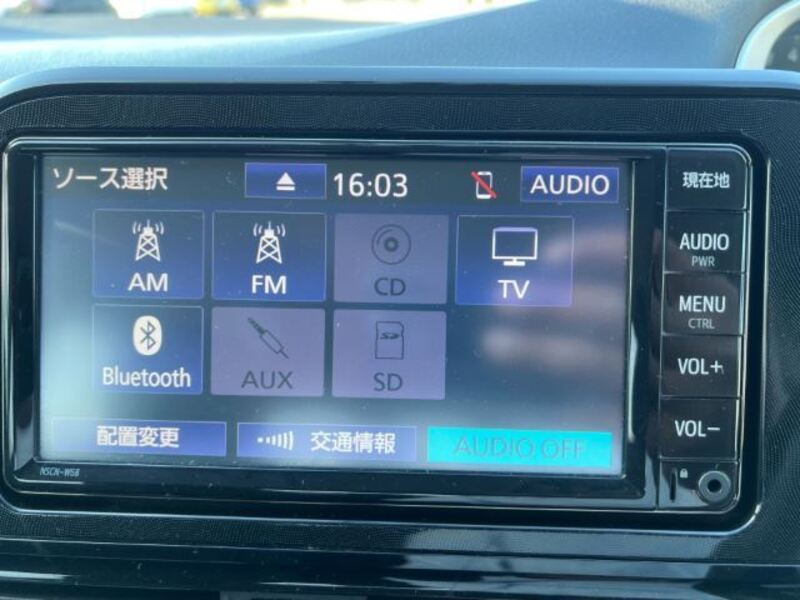 ソース選択
16:03
AUDIO
AM
FM
CD
TV
Bluetooth
AUX
SD
配置変更
交通情報
AUDIO OFF
現在地
AUDIO
PWR
MENU
CTRL
VOL+
VOL-
NSCN-W68